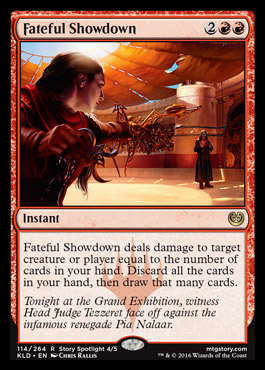 Fateful Showdown 2
Instant
Fateful Showdown deals damage to target
creature or player equal to the number of
cards in your hand. Discard all the cards
in your hand, then draw that many cards.
Tonight at the Grand Exhibition, witness
Head Judge Tezzeret face off against the
infamous renegade Pia Nalaar.
114/264 R Story Spotlight 4/5 mtgstory.com
KLD • EN Chris Rallis ™ & © 2016 Wizards of the Coast